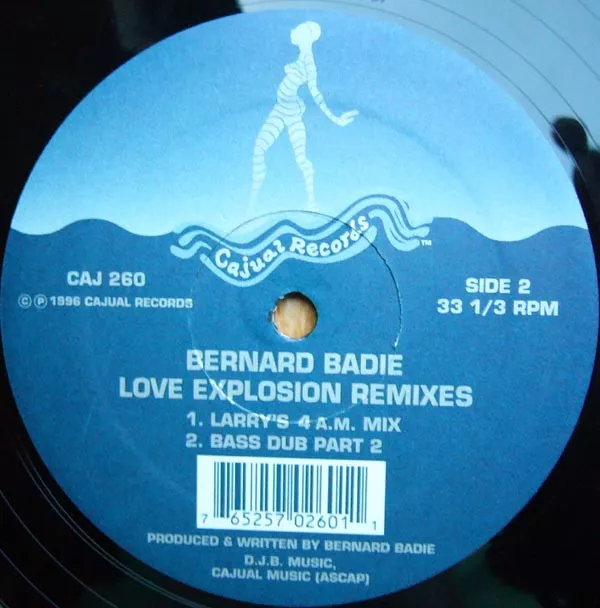 Cajual Records ™
CAJ 260
© ℗ 1996 CAJUAL RECORDS
SIDE 2
33 1/3 RPM
BERNARD BADIE
LOVE EXPLOSION REMIXES
1. LARRY'S 4 A.M. MIX
2. BASS DUB PART 2
7 65257 02601 1
PRODUCED & WRITTEN BY BERNARD BADIE
D.J.B. MUSIC,
CAJUAL MUSIC (ASCAP)